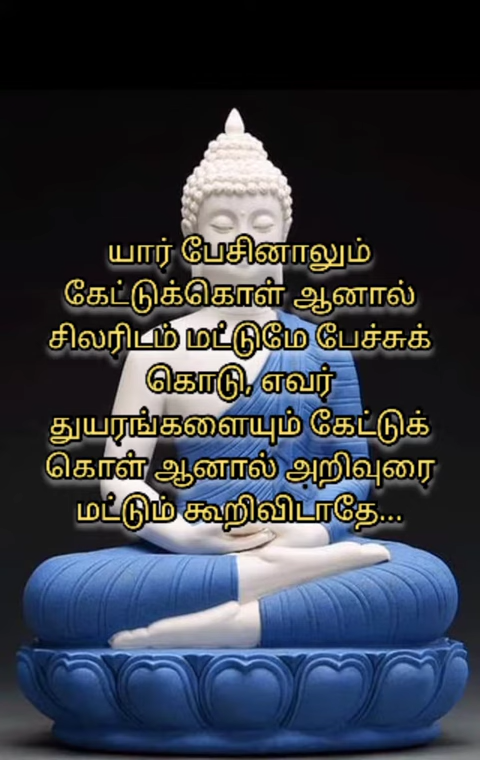 யார் பேசினாலும்
கேட்டுக்கொள் ஆனால்
சிலரிடம் மட்டுமே பேச்சுக்
கொடு, எவர்
துயரங்களையும் கேட்டுக்
கொள் ஆனால் அறிவுரை
மட்டும் கூறிவிடாதே...